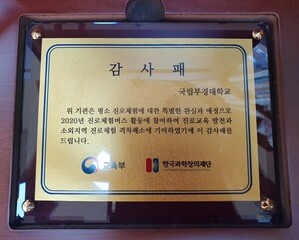 감사패
국립부경대학교
위 기관은 평소 진로체험에 대한 특별한 관심과 애정으로
2020년 진로체험버스 활동에 참여하여 진로교육 발전과
소외지역 진로체험 격차해소에 기여하였기에 이 감사패를
드립니다.
교육부 한국과학창의재단